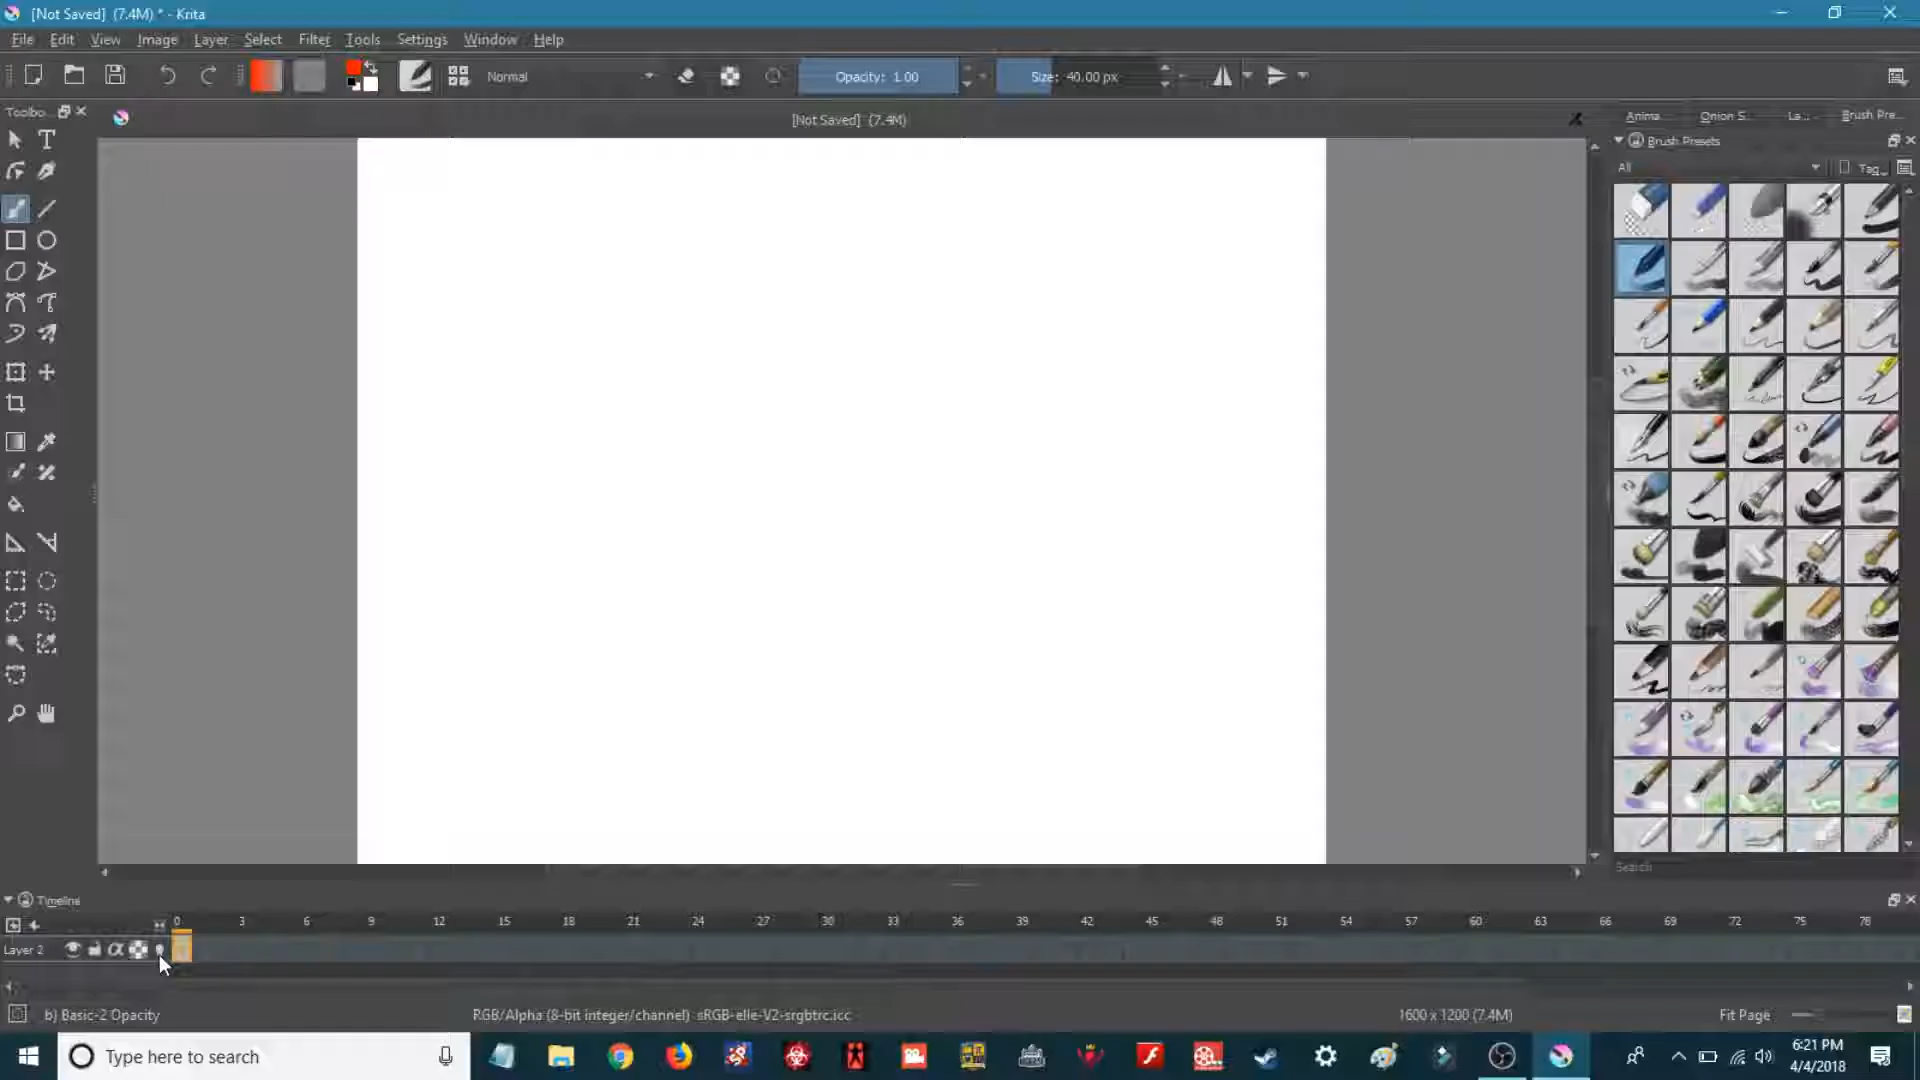 [Not Saved]  (7.4M) * - Krita
File Edit View Image Layer Select Filter Tools Settings Window Help
Normal Opacity: 1.00 Size: 40.00 px
Toolbo...
[Not Saved]  (7.4M)
Anima... Onion S... La... Brush Pre...
Brush Presets
All Tag
Search
Timeline
0 3 6 9 12 15 18 21 24 27 30 33 36 39 42 45 48 51 54 57 60 63 66 69 72 75 78
Layer 2
b) Basic-2 Opacity RGB/Alpha (8-bit integer/channel)  sRGB-elle-V2-srgbtrc.icc 1600 x 1200 (7.4M) Fit Page
Type here to search
6:21 PM
4/4/2018